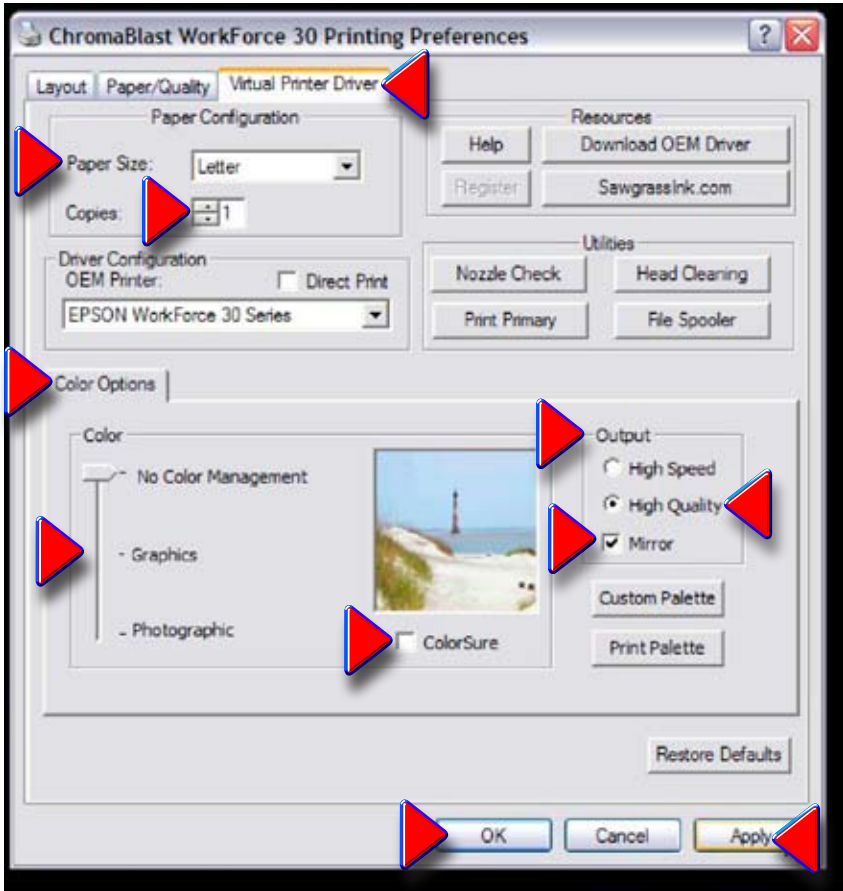 ChromaBlast WorkForce 30 Printing Preferences
Layout
Paper/Quality
Virtual Printer Driver
Paper Configuration
Paper Size:
Letter
Copies:
1
Resources
Help
Download OEM Driver
Register
SawgrassInk.com
Driver Configuration
OEM Printer:
Direct Print
EPSON WorkForce 30 Series
Utilities
Nozzle Check
Head Cleaning
Print Primary
File Spooler
Color Options
Color
No Color Management
Graphics
Photographic
ColorSure
Output
High Speed
High Quality
Mirror
Custom Palette
Print Palette
Restore Defaults
OK
Cancel
Apply